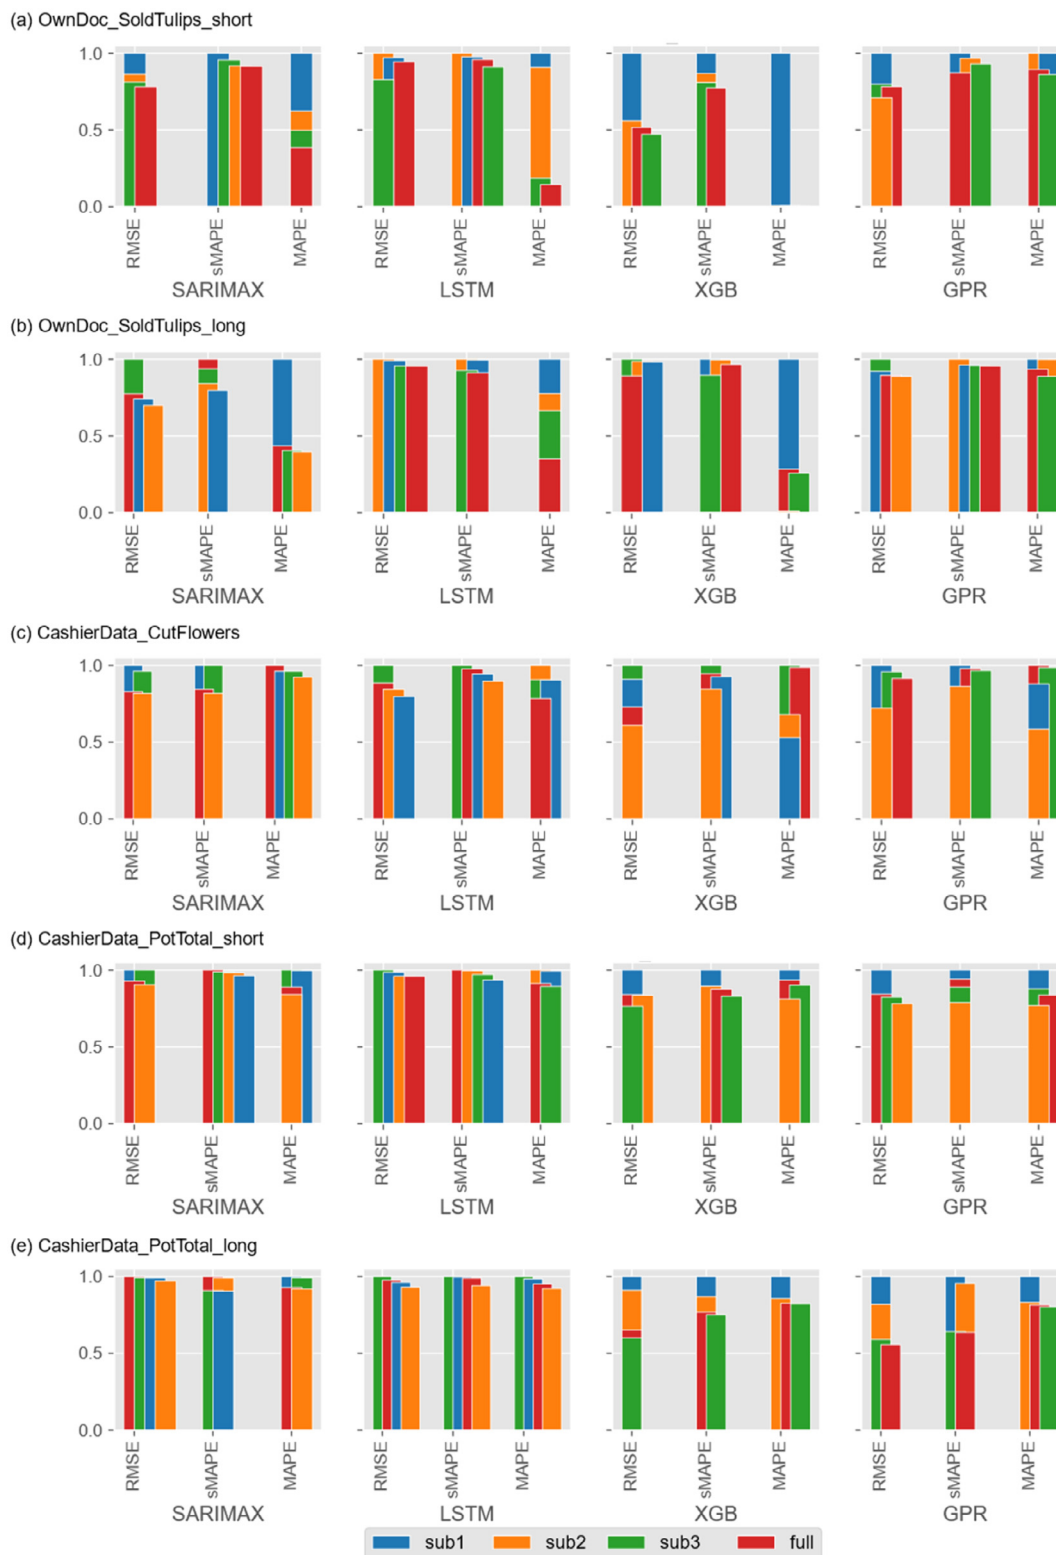 (a) OwnDoc_SoldTulips_short
1.0
0.5
0.0
RMSE sMAPE MAPE RMSE sMAPE MAPE RMSE sMAPE MAPE RMSE sMAPE MAPE
SARIMAX LSTM XGB GPR
(b) OwnDoc_SoldTulips_long
1.0
0.5
0.0
RMSE sMAPE MAPE RMSE sMAPE MAPE RMSE sMAPE MAPE RMSE sMAPE MAPE
SARIMAX LSTM XGB GPR
(c) CashierData_CutFlowers
1.0
0.5
0.0
RMSE sMAPE MAPE RMSE sMAPE MAPE RMSE sMAPE MAPE RMSE sMAPE MAPE
SARIMAX LSTM XGB GPR
(d) CashierData_PotTotal_short
1.0
0.5
0.0
RMSE sMAPE MAPE RMSE sMAPE MAPE RMSE sMAPE MAPE RMSE sMAPE MAPE
SARIMAX LSTM XGB GPR
(e) CashierData_PotTotal_long
1.0
0.5
0.0
RMSE sMAPE MAPE RMSE sMAPE MAPE RMSE sMAPE MAPE RMSE sMAPE MAPE
SARIMAX LSTM XGB GPR
sub1 sub2 sub3 full